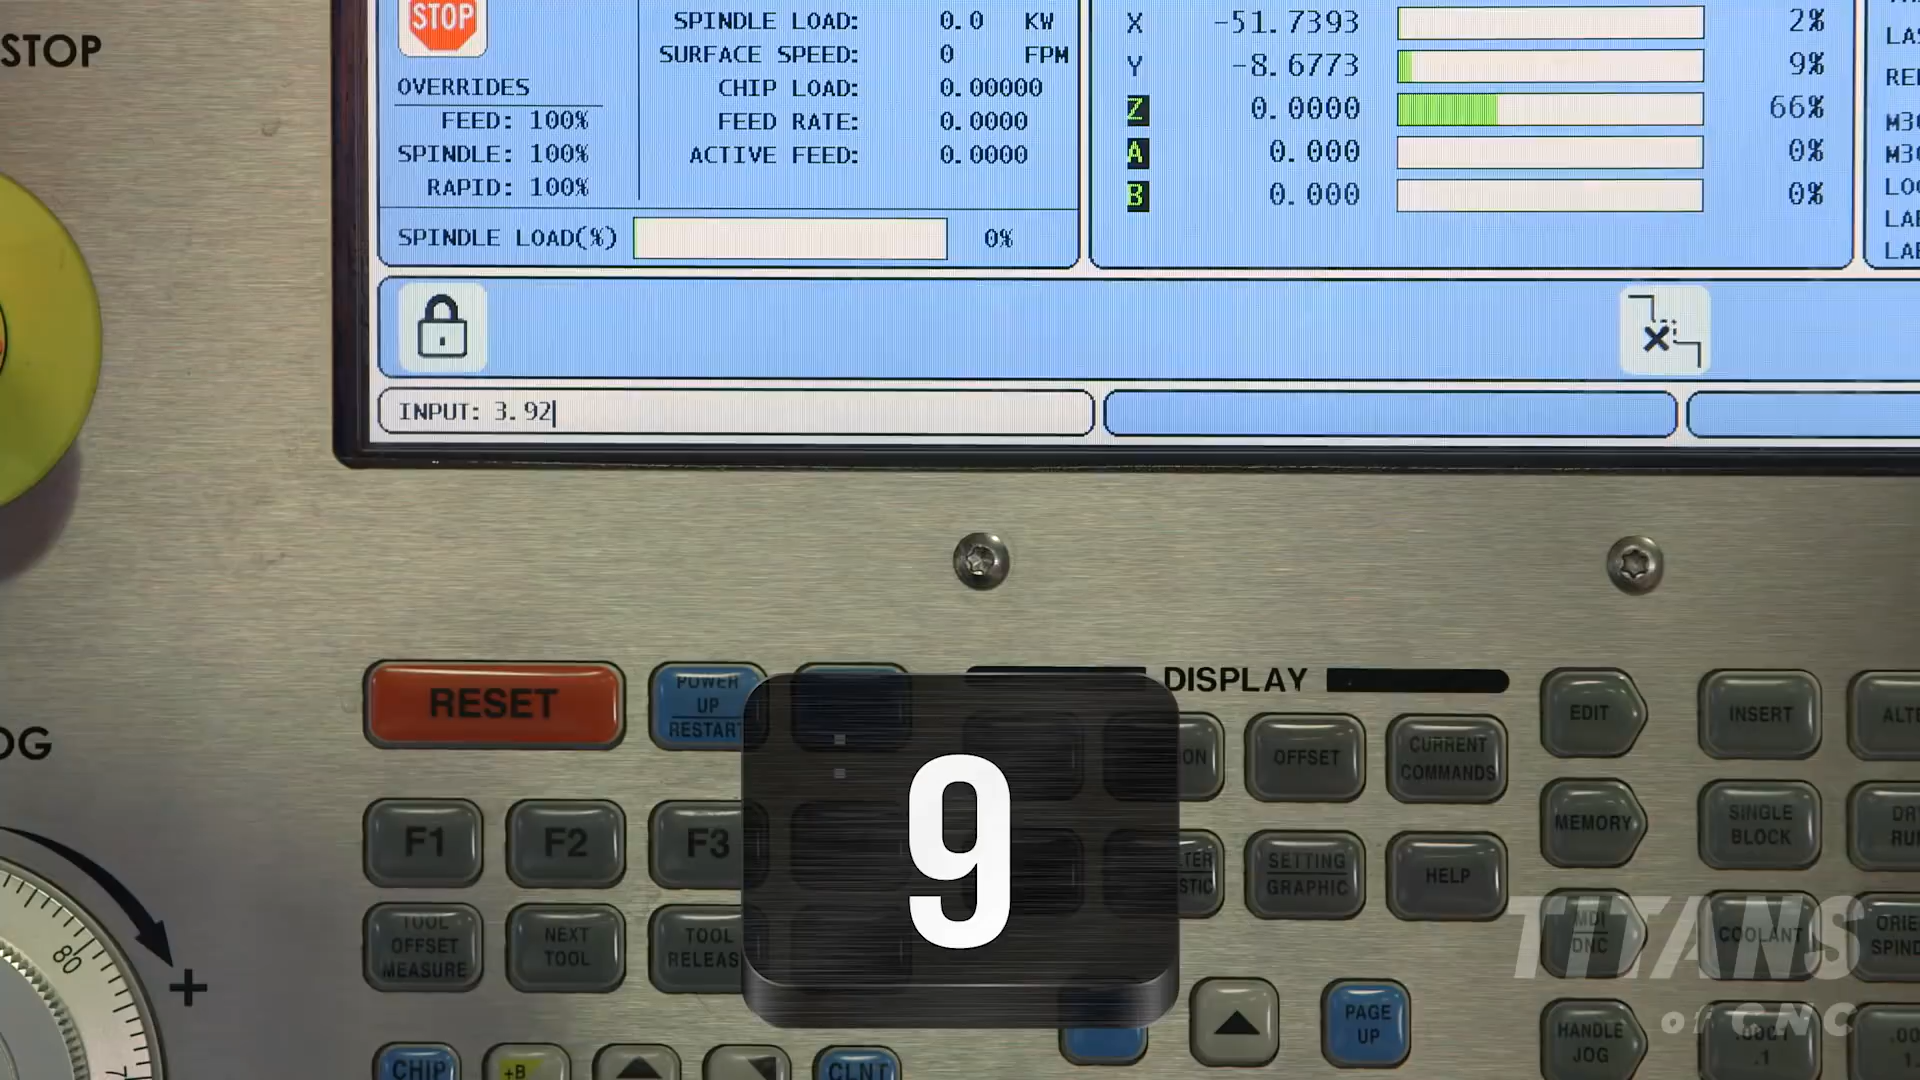 STOP
STOP
OVERRIDES
FEED: 100%
SPINDLE: 100%
RAPID: 100%
SPINDLE LOAD: 0.0 KW
SURFACE SPEED: 0 FPM
CHIP LOAD: 0.00000
FEED RATE: 0.0000
ACTIVE FEED: 0.0000
SPINDLE LOAD(%) 0%
X -51.7393 2%
Y -8.6773 9%
Z 0.0000 66%
A 0.000 0%
B 0.000 0%
INPUT: 3.92
DISPLAY
RESET
POWER
UP
RESTART
OFFSET
CURRENT
COMMANDS
EDIT
INSERT
F1
F2
F3
SETTING
GRAPHIC
HELP
MEMORY
SINGLE
BLOCK
TOOL
OFFSET
MEASURE
NEXT
TOOL
TOOL
9
MDI
DNC
COOLANT
PAGE
UP
HANDLE
JOG
.0001
.1
CHIP
+B
CLNT
80
+
TITANS
of CNC